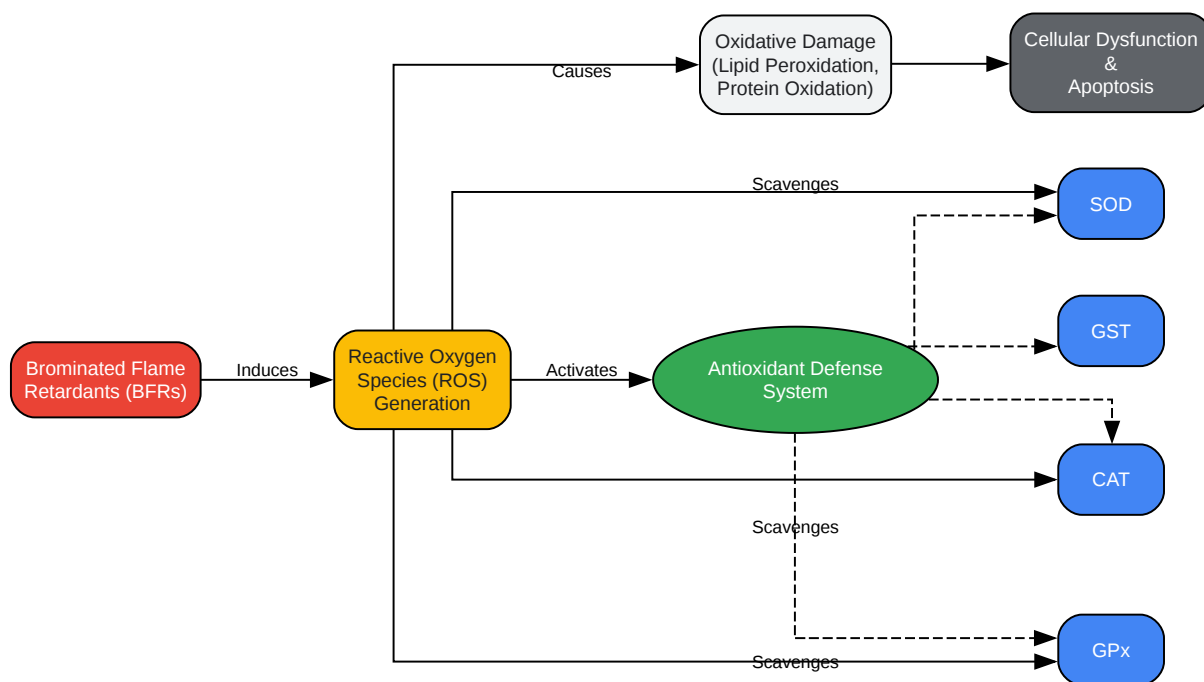 Oxidative Damage
(Lipid Peroxidation,
Protein Oxidation)
Cellular Dysfunction
&
Apoptosis
Causes
Scavenges
SOD
GST
Brominated Flame
Retardants (BFRs)
Induces
Reactive Oxygen
Species (ROS)
Generation
Activates
Antioxidant Defense
System
CAT
Scavenges
GPx
Scavenges